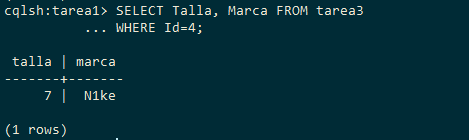 cqlsh:tarea1> SELECT Talla, Marca FROM tarea3
... WHERE Id=4;
talla | marca
-------+-------
7 | N1ke
(1 rows)